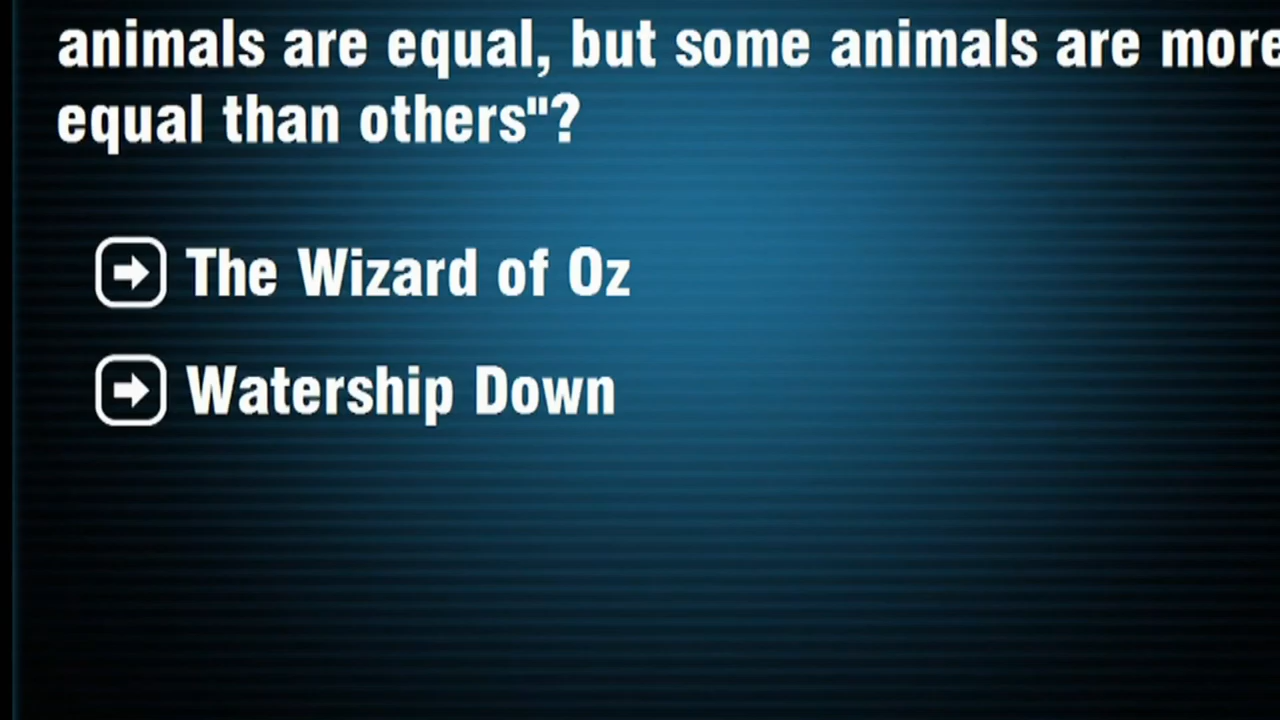 animals are equal, but some animals are more
equal than others"?
The Wizard of Oz
Watership Down